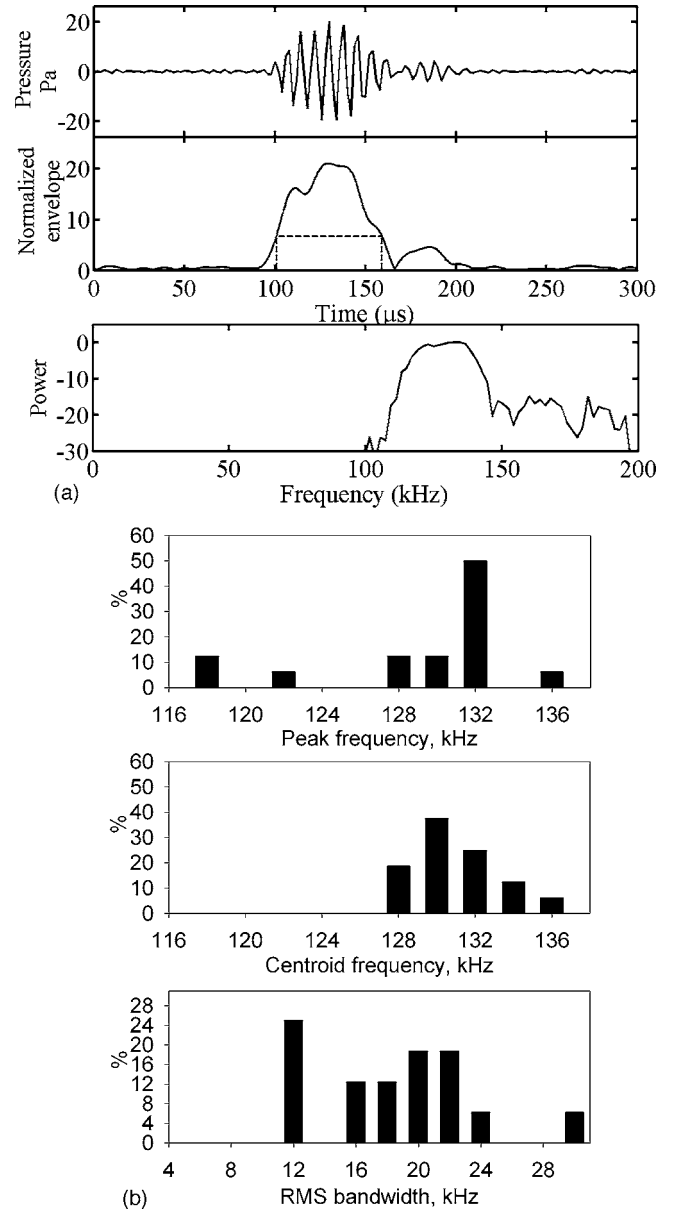 Pressure
Pa
20
0
-20
Normalized
envelope
20
10
0
0 50 100 150 200 250 300
Time (μs)
Power
0
-10
-20
-30
0 50 100 150 200
Frequency (kHz)
(a)
%
60
50
40
30
20
10
0
116 120 124 128 132 136
Peak frequency, kHz
%
60
50
40
30
20
10
0
116 120 124 128 132 136
Centroid frequency, kHz
%
28
24
20
16
12
8
4
0
4 8 12 16 20 24 28
RMS bandwidth, kHz
(b)